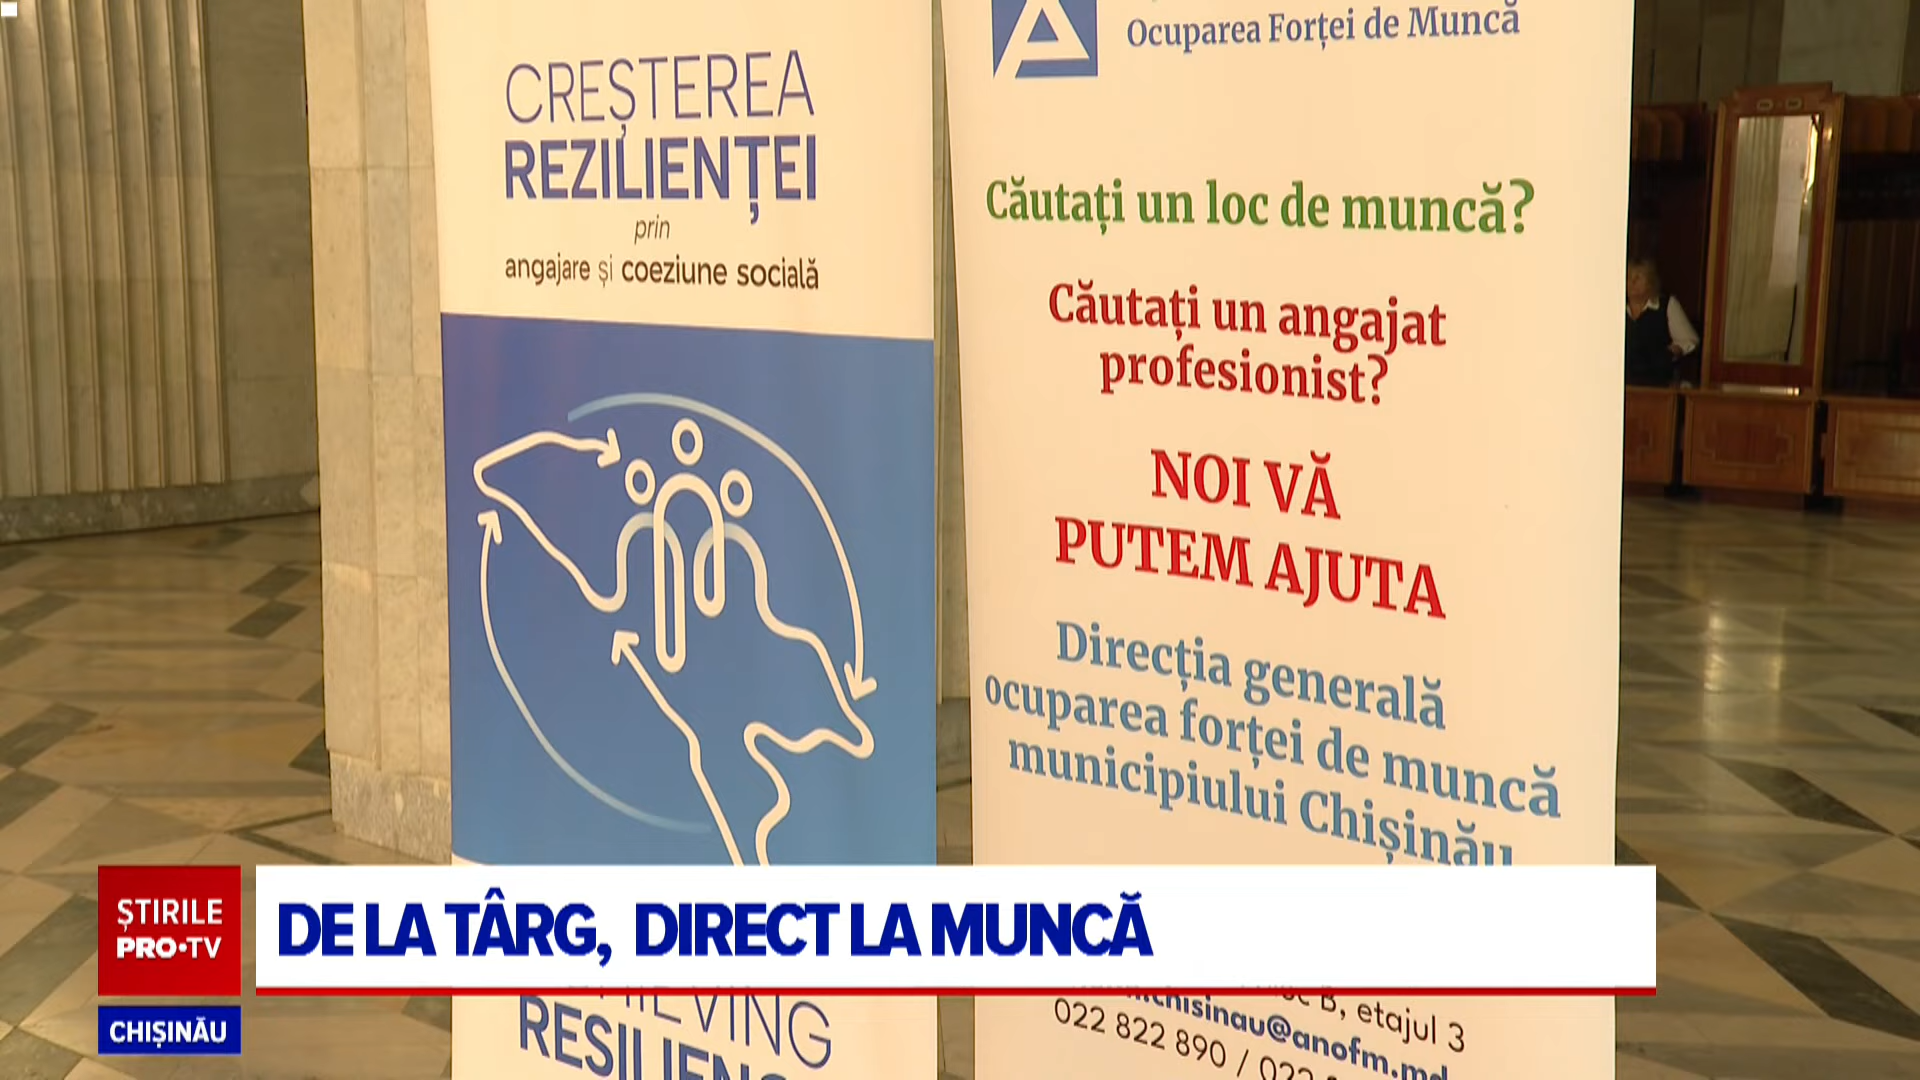 CREȘTEREA
REZILIENȚEI
prin
angajare și coeziune socială
Ocuparea Forței de Muncă
Căutați un loc de muncă?
Căutați un angajat
profesionist?
NOI VĂ
PUTEM AJUTA
Direcția generală
ocuparea forței de muncă
municipiului Chișinău
ȘTIRILE
PRO•TV
CHIȘINĂU
DE LA TÂRG, DIRECT LA MUNCĂ
B, etajul 3
022 822 890 /